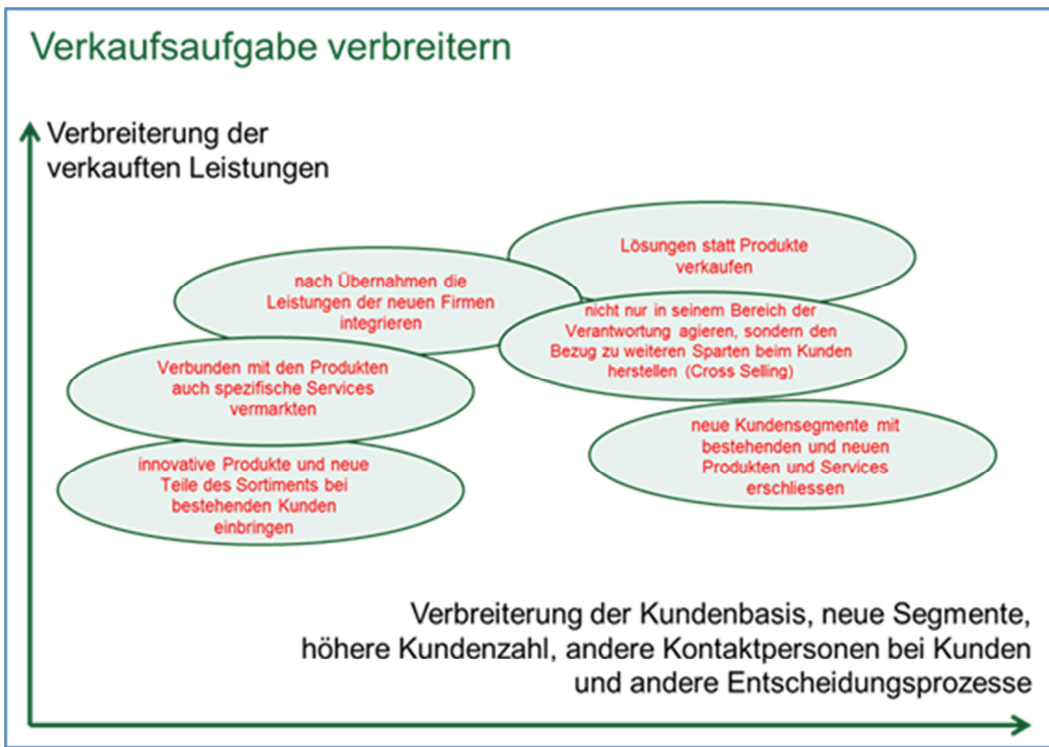 Verkaufsaufgabe verbreitern
Verbreiterung der
verkauften Leistungen
Lösungen statt Produkte
verkaufen
nach Übernahmen die
Leistungen der neuen Firmen
integrieren
nicht nur in seinem Bereich der
Verantwortung agieren, sondern den
Bezug zu weiteren Sparten beim Kunden
herstellen (Cross Selling)
Verbunden mit den Produkten
auch spezifische Services
vermarkten
neue Kundensegmente mit
bestehenden und neuen
Produkten und Services
erschliessen
innovative Produkte und neue
Teile des Sortiments bei
bestehenden Kunden
einbringen
Verbreiterung der Kundenbasis, neue Segmente,
höhere Kundenzahl, andere Kontaktpersonen bei Kunden
und andere Entscheidungsprozesse